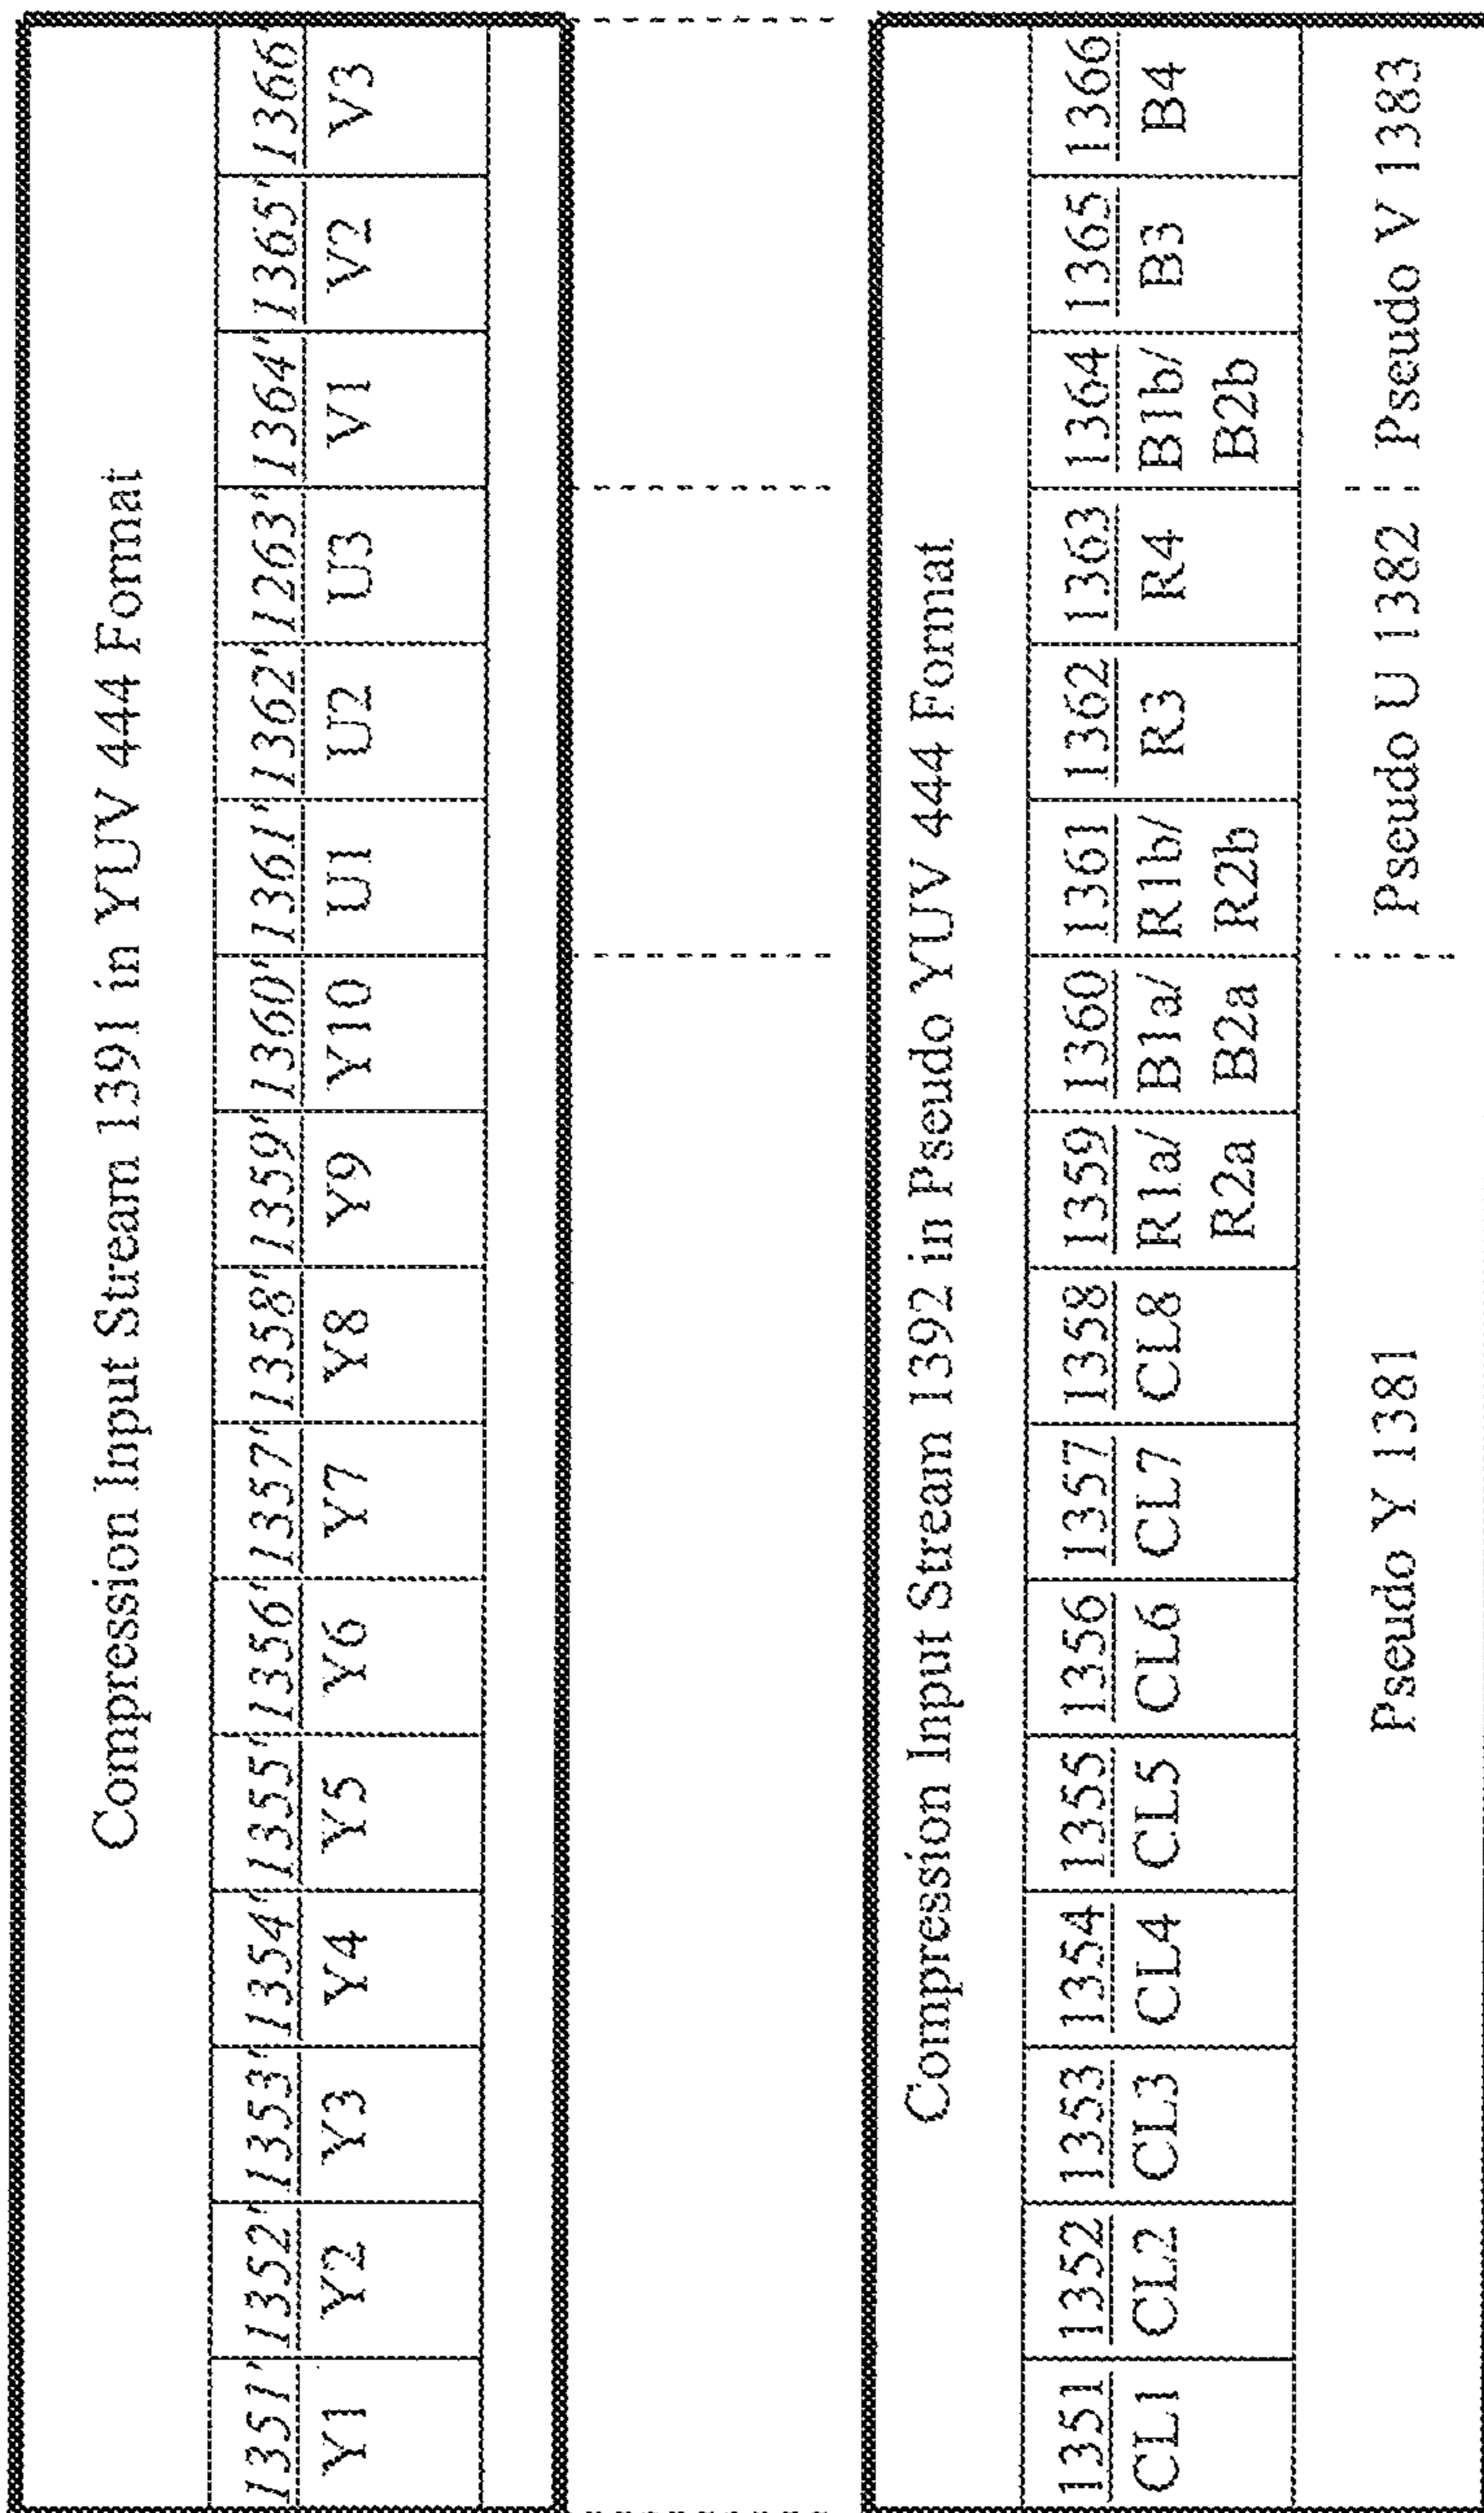 Compression Input Stream 1391 in YUV 444 Format
1351' 1352' 1353' 1354' 1355' 1356' 1357' 1358' 1359' 1360' 1361' 1362' 1263' 1364' 1365' 1366'
Y1 Y2 Y3 Y4 Y5 Y6 Y7 Y8 Y9 Y10 U1 U2 U3 V1 V2 V3
Compression Input Stream 1392 in Pseudo YUV 444 Format
1351 1352 1353 1354 1355 1356 1357 1358 1359 1360 1361 1362 1363 1364 1365 1366
CL1 CL2 CL3 CL4 CL5 CL6 CL7 CL8 R1a/ B1a/ R1b/ R3 R4 B1b/ B3 B4
R2a B2a R2b B2b
Pseudo Y 1381 Pseudo U 1382 Pseudo V 1383